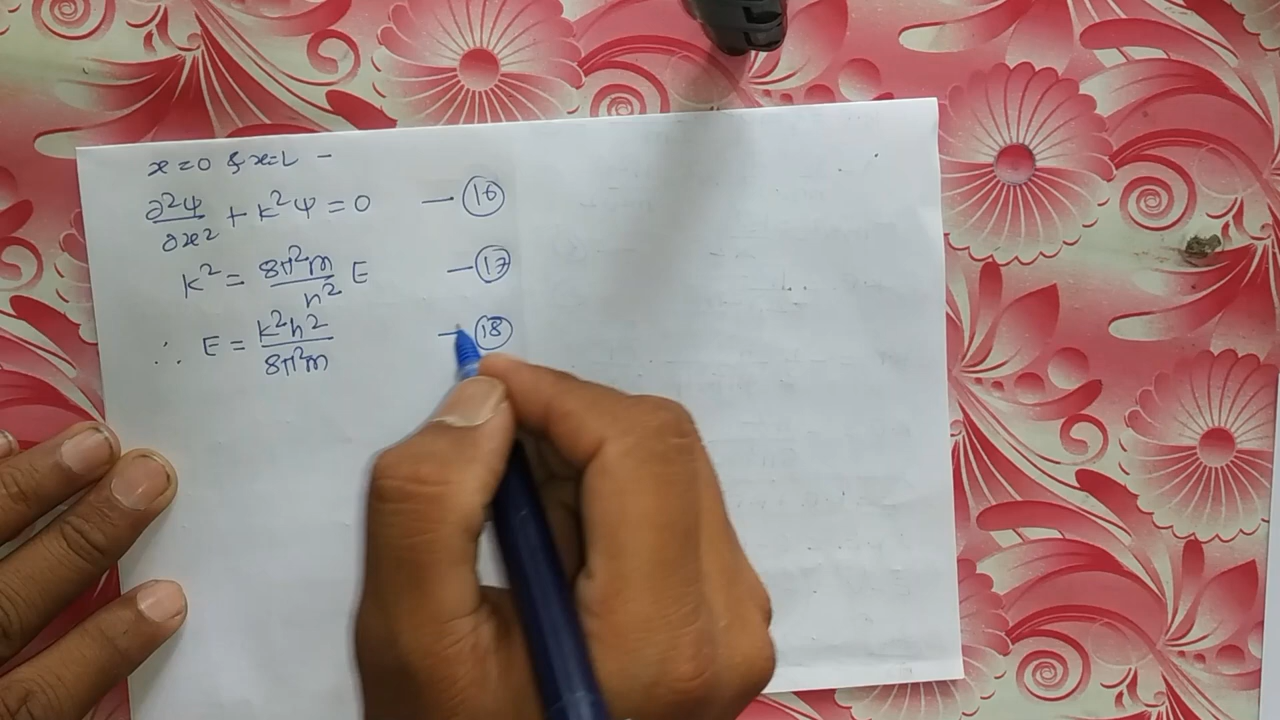 x = 0 & x = L –
∂²ψ/∂x² + k²ψ = 0 — (16)
k² = 8π²m/h² E — (17)
∴ E = k²h²/8π²m — (18)